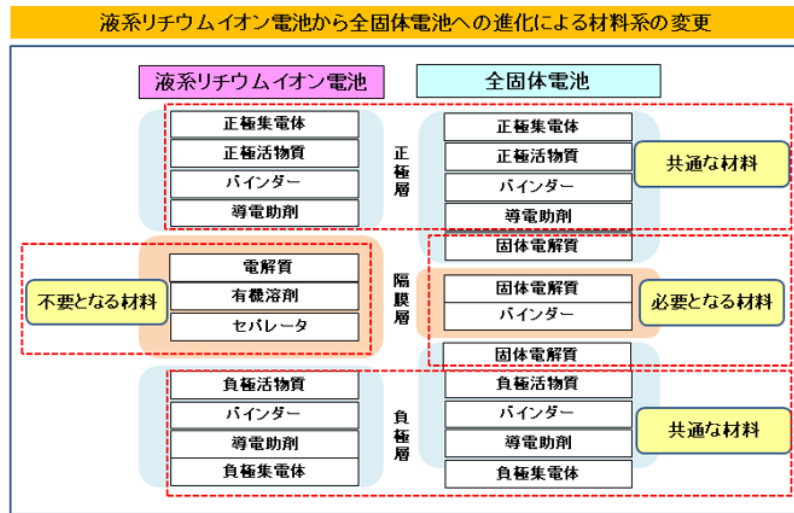 液系リチウムイオン電池から全固体電池への進化による材料系の変更
液系リチウムイオン電池
全固体電池
正極集電体
正極活物質
バインダー
導電助剤
正極層
正極集電体
正極活物質
バインダー
導電助剤
固体電解質
共通な材料
不要となる材料
電解質
有機溶剤
セパレータ
隔膜層
固体電解質
バインダー
必要となる材料
負極活物質
バインダー
導電助剤
負極集電体
負極層
固体電解質
負極活物質
バインダー
導電助剤
負極集電体
共通な材料